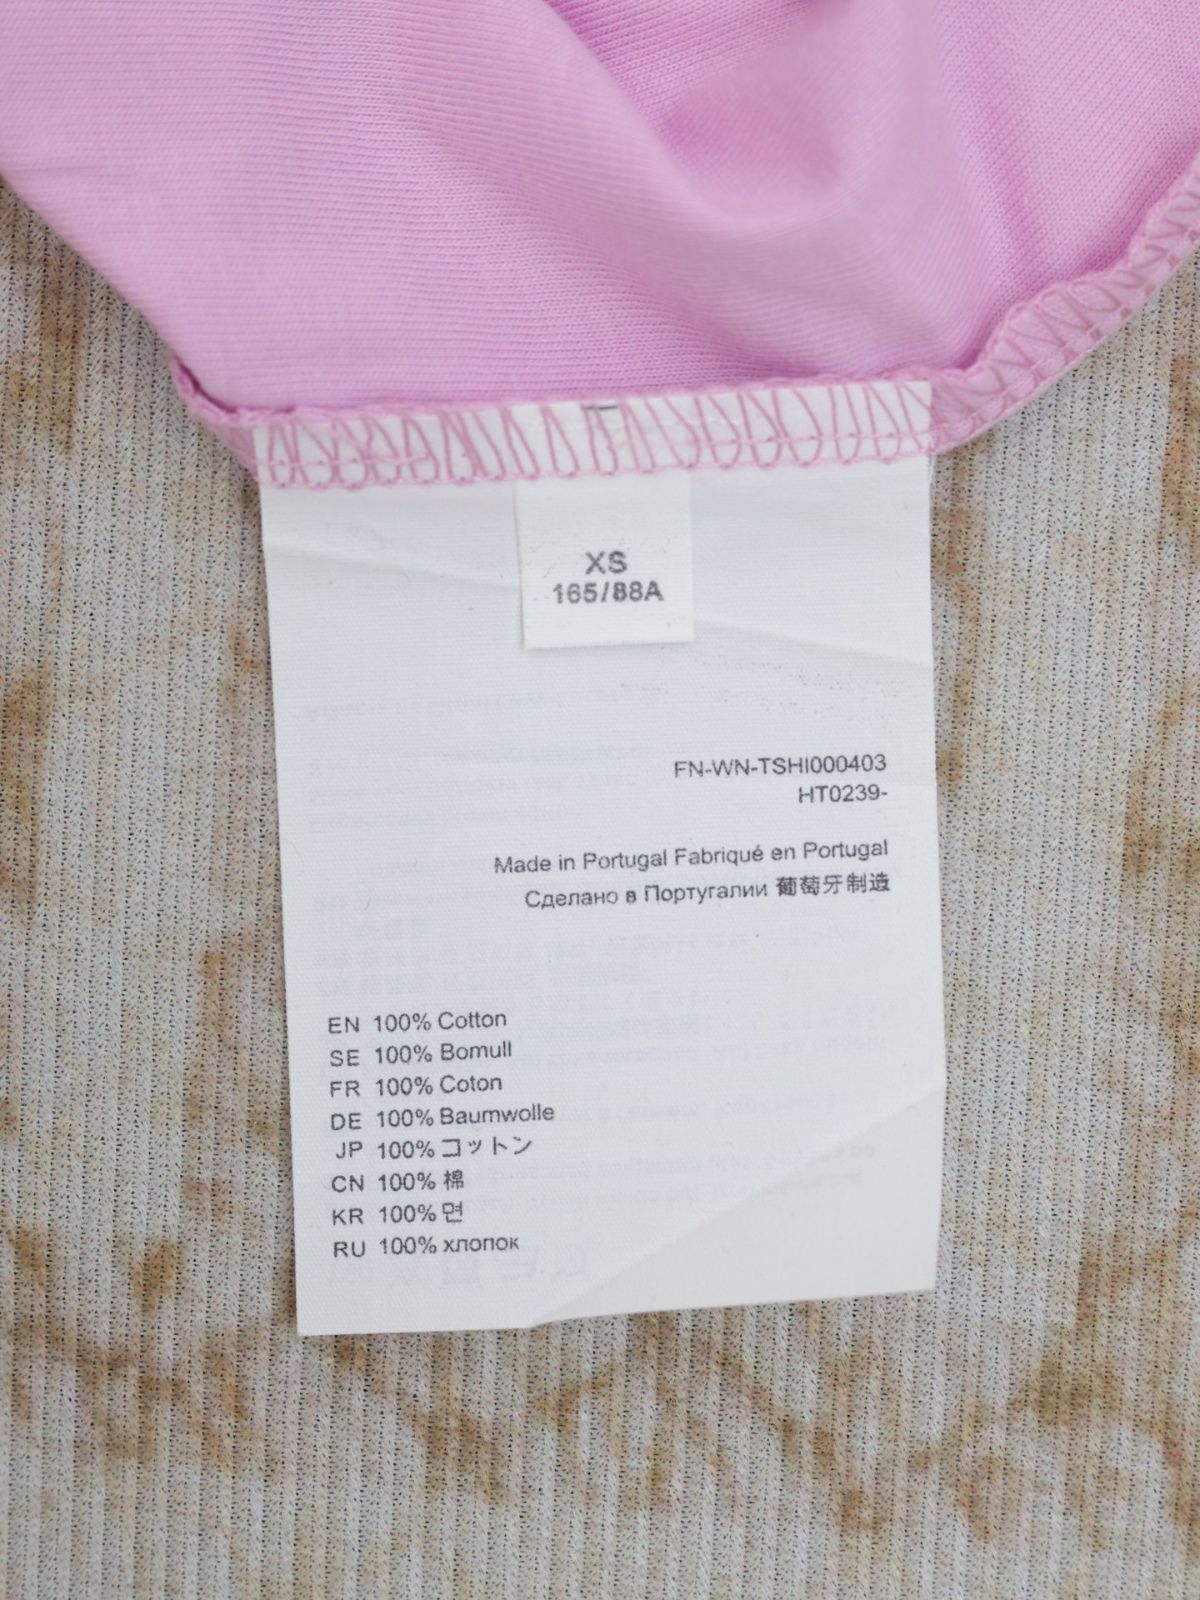 XS
165/88A
FN-WN-TSHI000403
HT0239-
Made in Portugal Fabriqué en Portugal
Сделано в Португалии 葡萄牙制造
EN 100% Cotton
SE 100% Bomull
FR 100% Coton
DE 100% Baumwolle
JP 100% コットン
CN 100% 棉
KR 100% 면
RU 100% хлопок